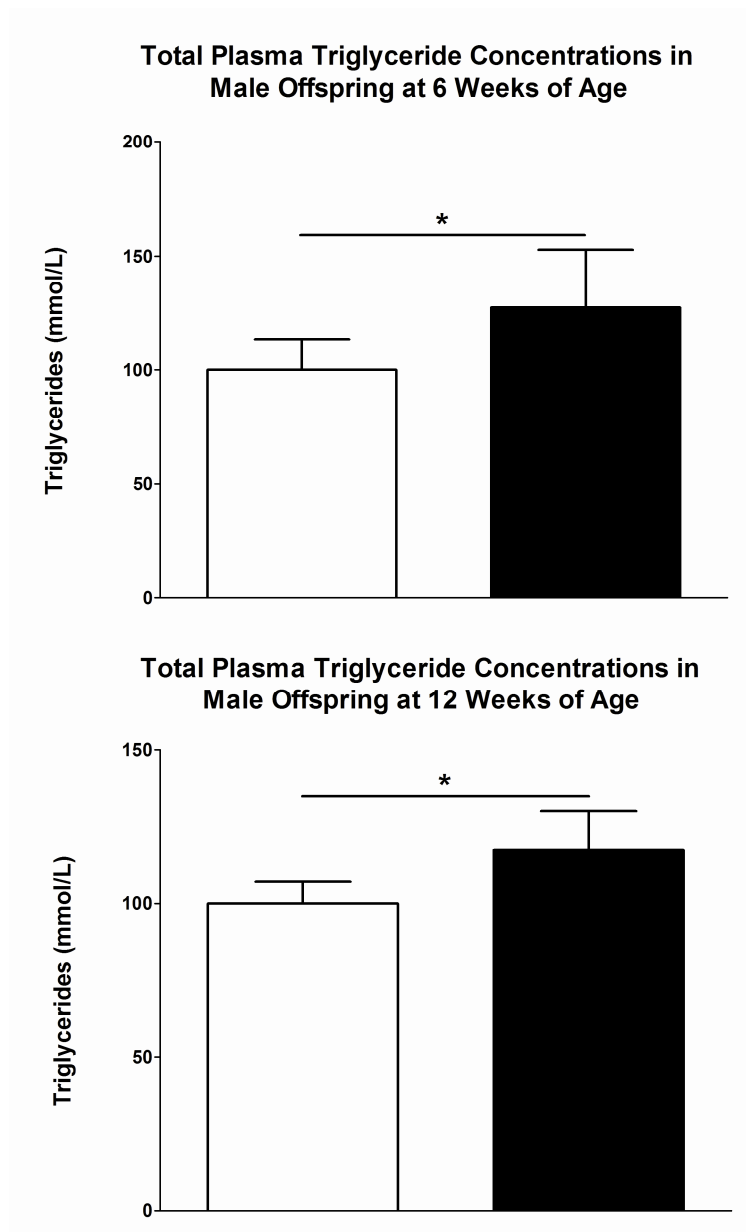 Total Plasma Triglyceride Concentrations in
Male Offspring at 6 Weeks of Age
200
150
100
50
0
Triglycerides (mmol/L)
*
Total Plasma Triglyceride Concentrations in
Male Offspring at 12 Weeks of Age
150
100
50
0
Triglycerides (mmol/L)
*